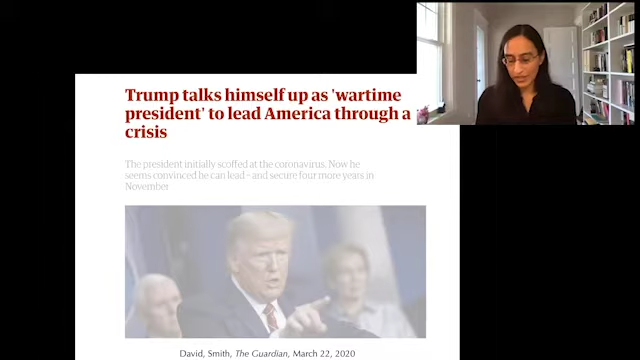 Trump talks himself up as 'wartime
president' to lead America through a
crisis
The president initially scoffed at the coronavirus. Now he
seems convinced he can lead – and secure four more years in
November
David, Smith, The Guardian, March 22, 2020